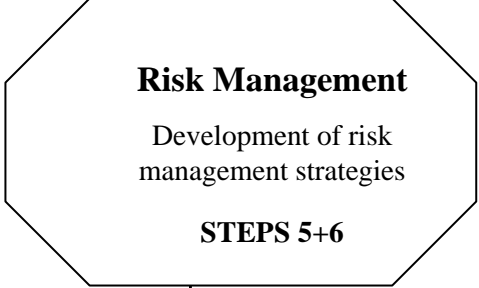 Risk Management
Development of risk
management strategies
STEPS 5+6